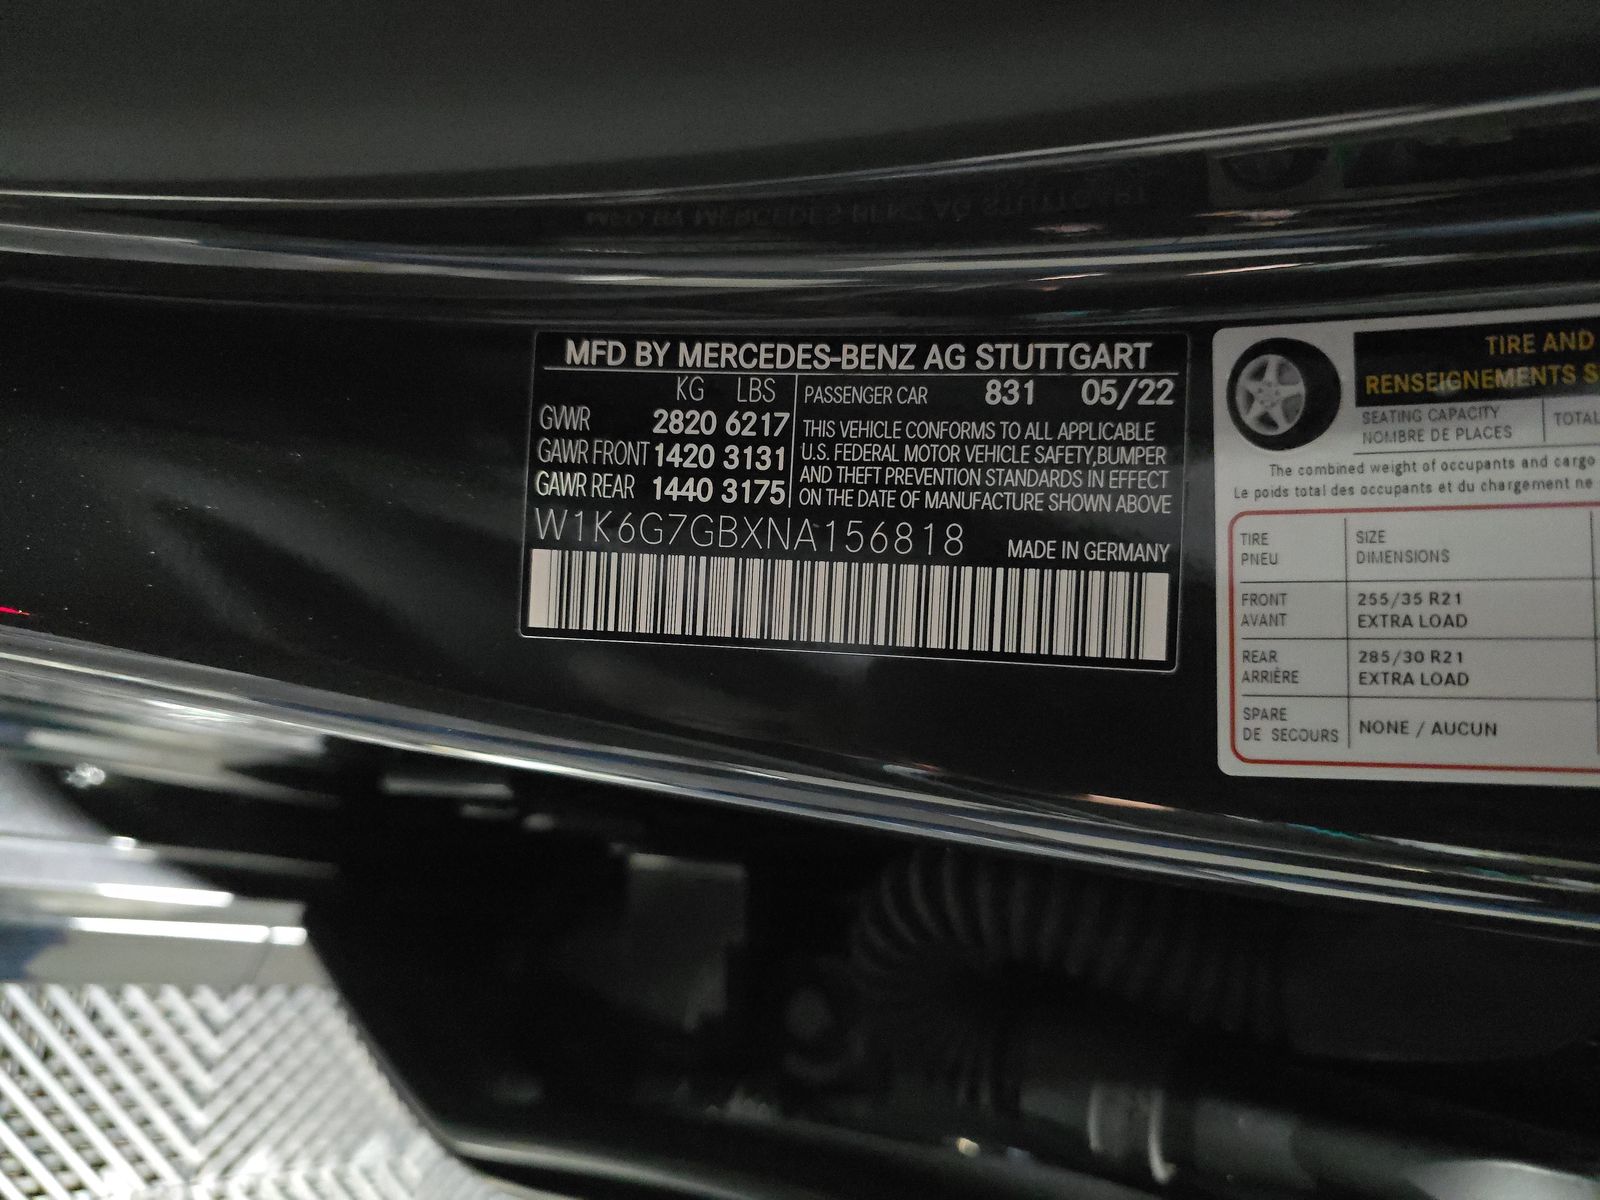 MFD BY MERCEDES-BENZ AG STUTTGART
KG LBS
GVWR 2820 6217
GAWR FRONT 1420 3131
GAWR REAR 1440 3175
PASSENGER CAR 831 05/22
THIS VEHICLE CONFORMS TO ALL APPLICABLE
U.S. FEDERAL MOTOR VEHICLE SAFETY,BUMPER
AND THEFT PREVENTION STANDARDS IN EFFECT
ON THE DATE OF MANUFACTURE SHOWN ABOVE
W1K6G7GBXNA156818
MADE IN GERMANY
TIRE AND
RENSEIGNEMENTS S
SEATING CAPACITY
NOMBRE DE PLACES
TOTAL
The combined weight of occupants and cargo
Le poids total des occupants et du chargement ne
TIRE
PNEU
SIZE
DIMENSIONS
FRONT
AVANT
255/35 R21
EXTRA LOAD
REAR
ARRIÈRE
285/30 R21
EXTRA LOAD
SPARE
DE SECOURS
NONE / AUCUN